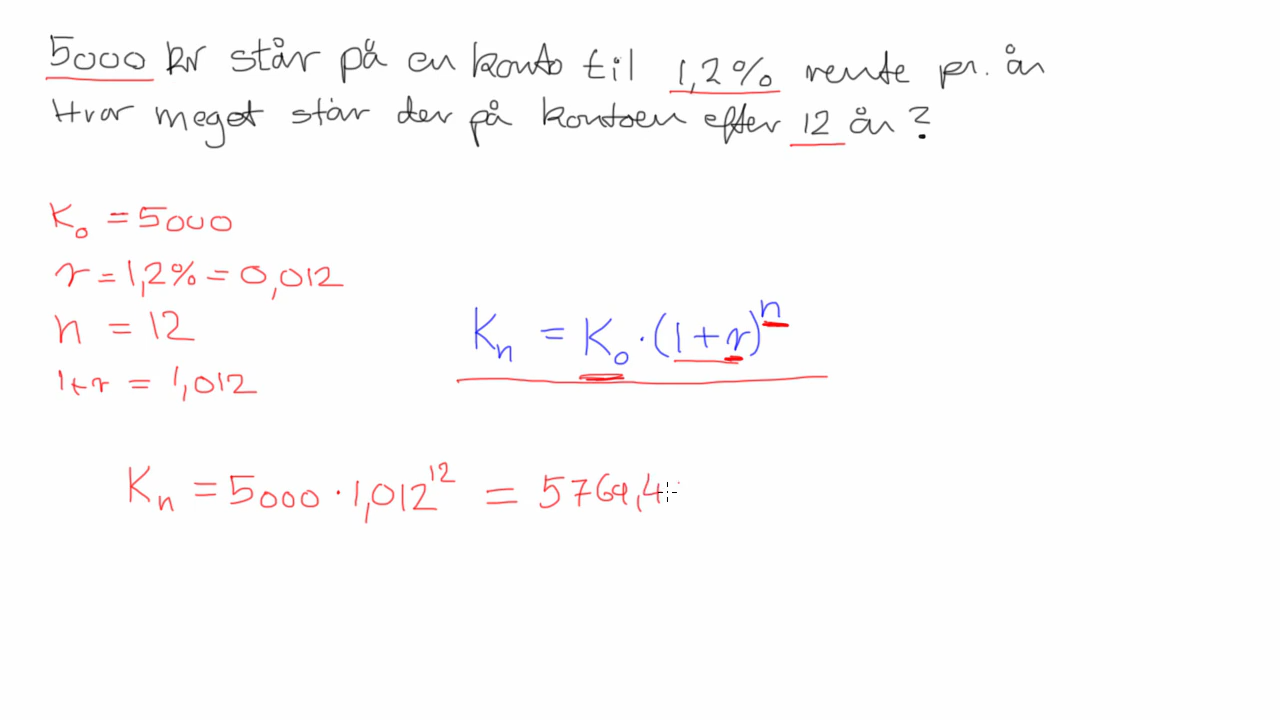 5000 kr står på en konto til 1,2% rente pr. år
Hvor meget står der på kontoen efter 12 år?
K₀ = 5000
r = 1,2% = 0,012
n = 12
Kₙ = K₀ · (1+r)ⁿ
1+r = 1,012
Kₙ = 5000 · 1,012¹² = 5769,4